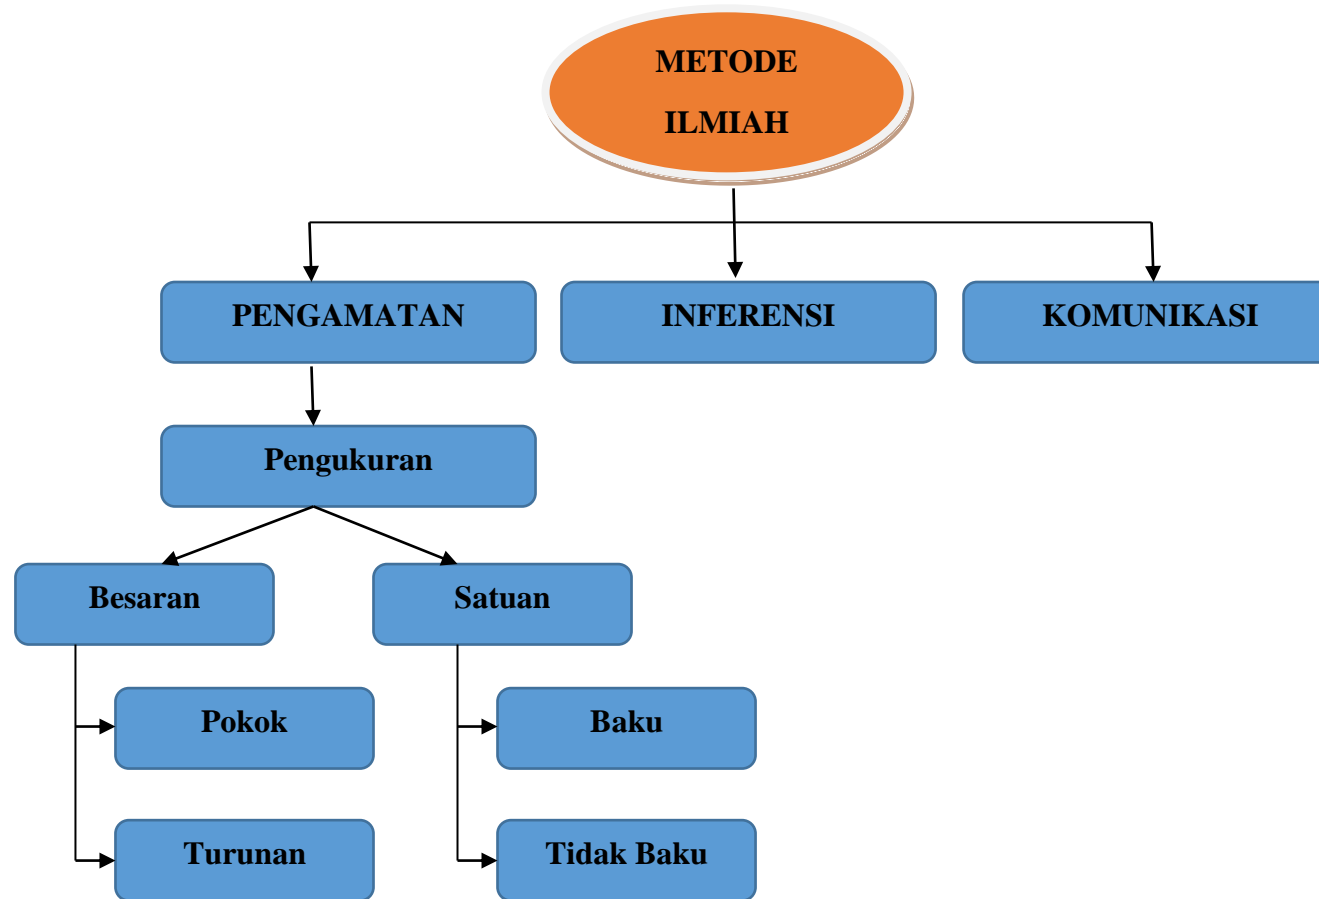 METODE
ILMIAH
PENGAMATAN
INFERENSI
KOMUNIKASI
Pengukuran
Besaran
Satuan
Pokok
Baku
Turunan
Tidak Baku